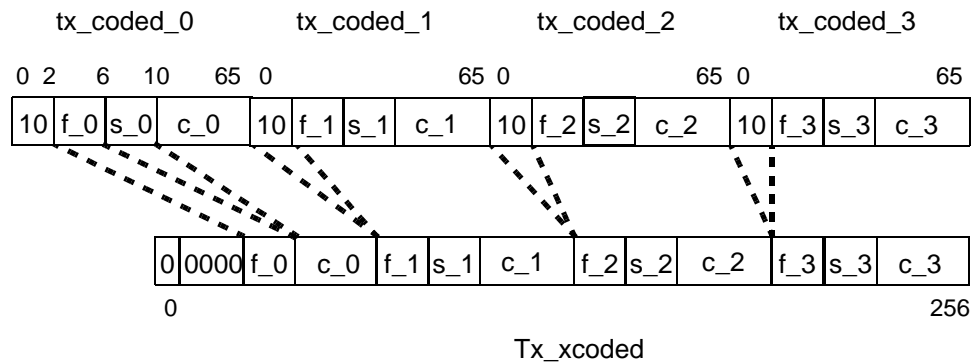 tx_coded_0 tx_coded_1 tx_coded_2 tx_coded_3
0 2 6 10 65 0 65 0 65 0 65
10 f_0 s_0 c_0 10 f_1 s_1 c_1 10 f_2 s_2 c_2 10 f_3 s_3 c_3
0 0000 f_0 c_0 f_1 s_1 c_1 f_2 s_2 c_2 f_3 s_3 c_3
0 256
Tx_xcoded